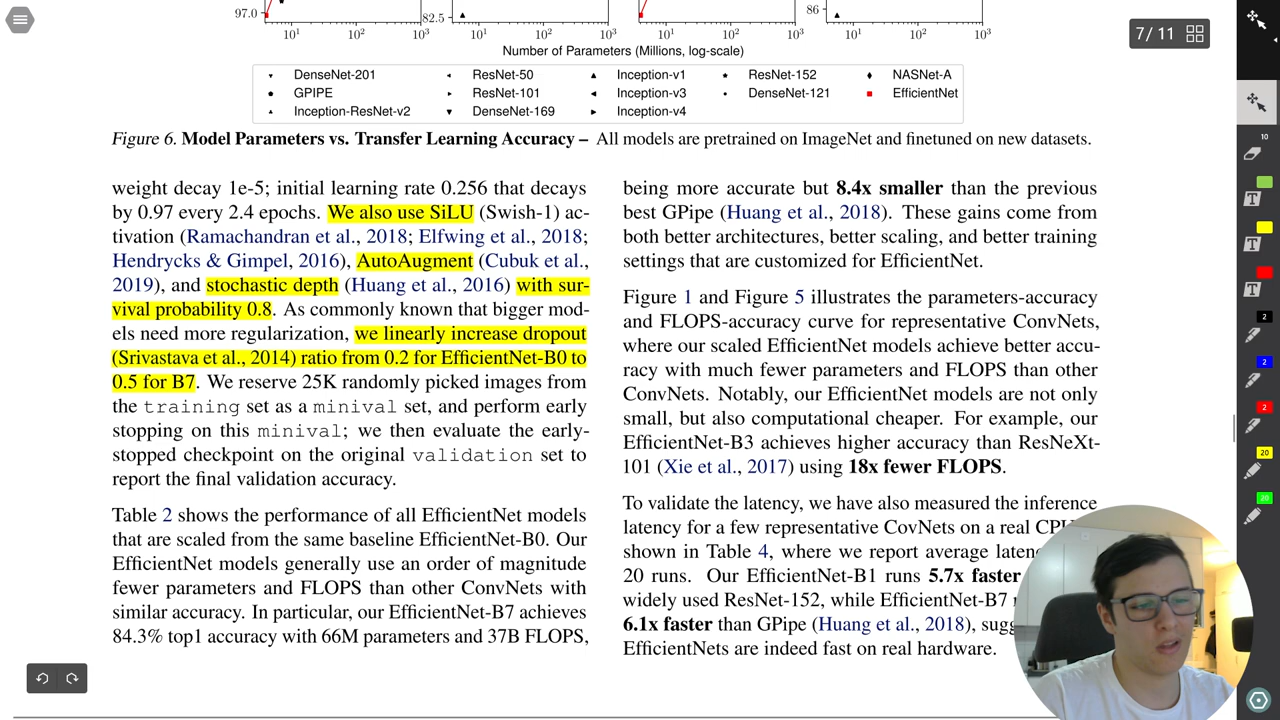 97.0
82.5
86
10¹ 10² 10³
10¹ 10² 10³
10¹ 10² 10³
10¹ 10² 10³
Number of Parameters (Millions, log-scale)
DenseNet-201 ResNet-50 Inception-v1 ResNet-152 NASNet-A
GPIPE ResNet-101 Inception-v3 DenseNet-121 EfficientNet
Inception-ResNet-v2 DenseNet-169 Inception-v4
Figure 6. Model Parameters vs. Transfer Learning Accuracy – All models are pretrained on ImageNet and finetuned on new datasets.
weight decay 1e-5; initial learning rate 0.256 that decays
by 0.97 every 2.4 epochs. We also use SiLU (Swish-1) ac-
tivation (Ramachandran et al., 2018; Elfwing et al., 2018;
Hendrycks & Gimpel, 2016), AutoAugment (Cubuk et al.,
2019), and stochastic depth (Huang et al., 2016) with sur-
vival probability 0.8. As commonly known that bigger mod-
els need more regularization, we linearly increase dropout
(Srivastava et al., 2014) ratio from 0.2 for EfficientNet-B0 to
0.5 for B7. We reserve 25K randomly picked images from
the training set as a minival set, and perform early
stopping on this minival; we then evaluate the early-
stopped checkpoint on the original validation set to
report the final validation accuracy.
Table 2 shows the performance of all EfficientNet models
that are scaled from the same baseline EfficientNet-B0. Our
EfficientNet models generally use an order of magnitude
fewer parameters and FLOPS than other ConvNets with
similar accuracy. In particular, our EfficientNet-B7 achieves
84.3% top1 accuracy with 66M parameters and 37B FLOPS,
being more accurate but 8.4x smaller than the previous
best GPipe (Huang et al., 2018). These gains come from
both better architectures, better scaling, and better training
settings that are customized for EfficientNet.
Figure 1 and Figure 5 illustrates the parameters-accuracy
and FLOPS-accuracy curve for representative ConvNets,
where our scaled EfficientNet models achieve better accu-
racy with much fewer parameters and FLOPS than other
ConvNets. Notably, our EfficientNet models are not only
small, but also computational cheaper. For example, our
EfficientNet-B3 achieves higher accuracy than ResNeXt-
101 (Xie et al., 2017) using 18x fewer FLOPS.
To validate the latency, we have also measured the inference
latency for a few representative CovNets on a real
shown in Table 4, where we report average
20 runs. Our EfficientNet-B1 runs 5.7x faster
widely used ResNet-152, while EfficientNet-B7
6.1x faster than GPipe (Huang et al., 2018),
EfficientNets are indeed fast on real hardware.
7/11
10
T
T
T
2
2
2
20
30